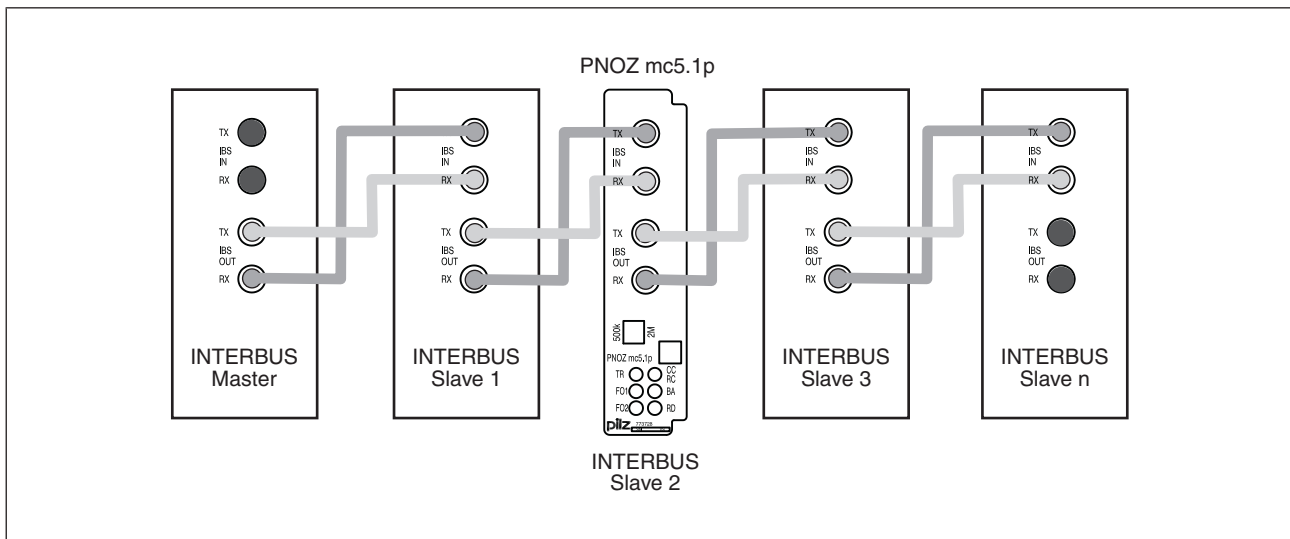 PNOZ mc5.1p
TX
IBS
IN
RX
TX
IBS
OUT
RX
INTERBUS
Master
TX
IBS
IN
RX
TX
IBS
OUT
RX
INTERBUS
Slave 1
TX
IBS
IN
RX
TX
IBS
OUT
RX
500k
2M
PNOZ mc5.1p
TR
CC
RC
FO1
BA
FO2
RD
pilz
773728
INTERBUS
Slave 2
TX
IBS
IN
RX
TX
IBS
OUT
RX
INTERBUS
Slave 3
TX
IBS
IN
RX
TX
IBS
OUT
RX
INTERBUS
Slave n